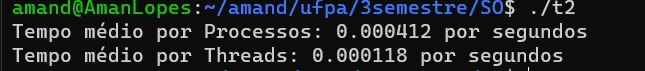 amand@AmanLopes:~/amand/ufpa/3semestre/SO$ ./t2
Tempo médio por Processos: 0.000412 por segundos
Tempo médio por Threads: 0.000118 por segundos